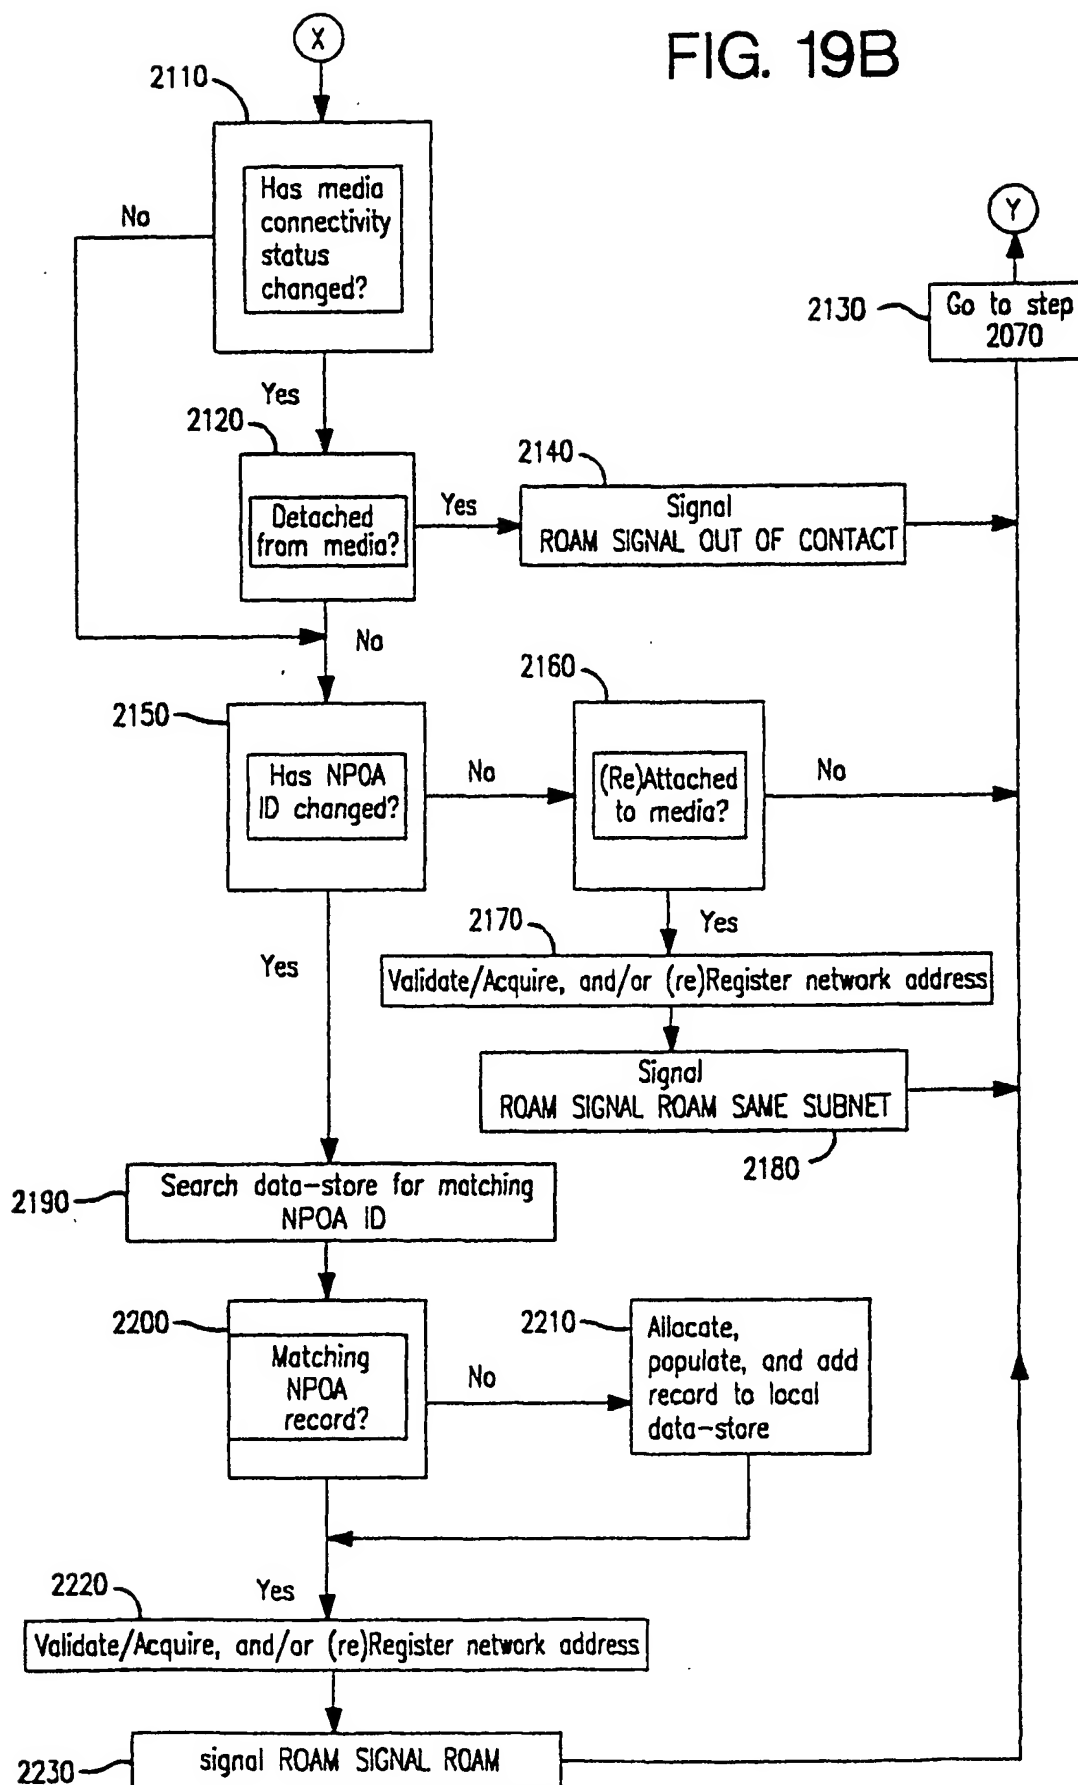 FIG. 19B
X
2110
Has media
connectivity
status
changed?
No
Yes
Y
2130
Go to step
2070
2120
Detached
from media?
Yes
2140
Signal
ROAM SIGNAL OUT OF CONTACT
No
2150
Has NPOA
ID changed?
No
2160
(Re)Attached
to media?
No
Yes
Yes
2170
Validate/Acquire, and/or (re)Register network address
Signal
ROAM SIGNAL ROAM SAME SUBNET
2180
2190
Search data-store for matching
NPOA ID
2200
Matching
NPOA
record?
No
2210
Allocate,
populate, and add
record to local
data-store
Yes
2220
Validate/Acquire, and/or (re)Register network address
2230
signal ROAM SIGNAL ROAM